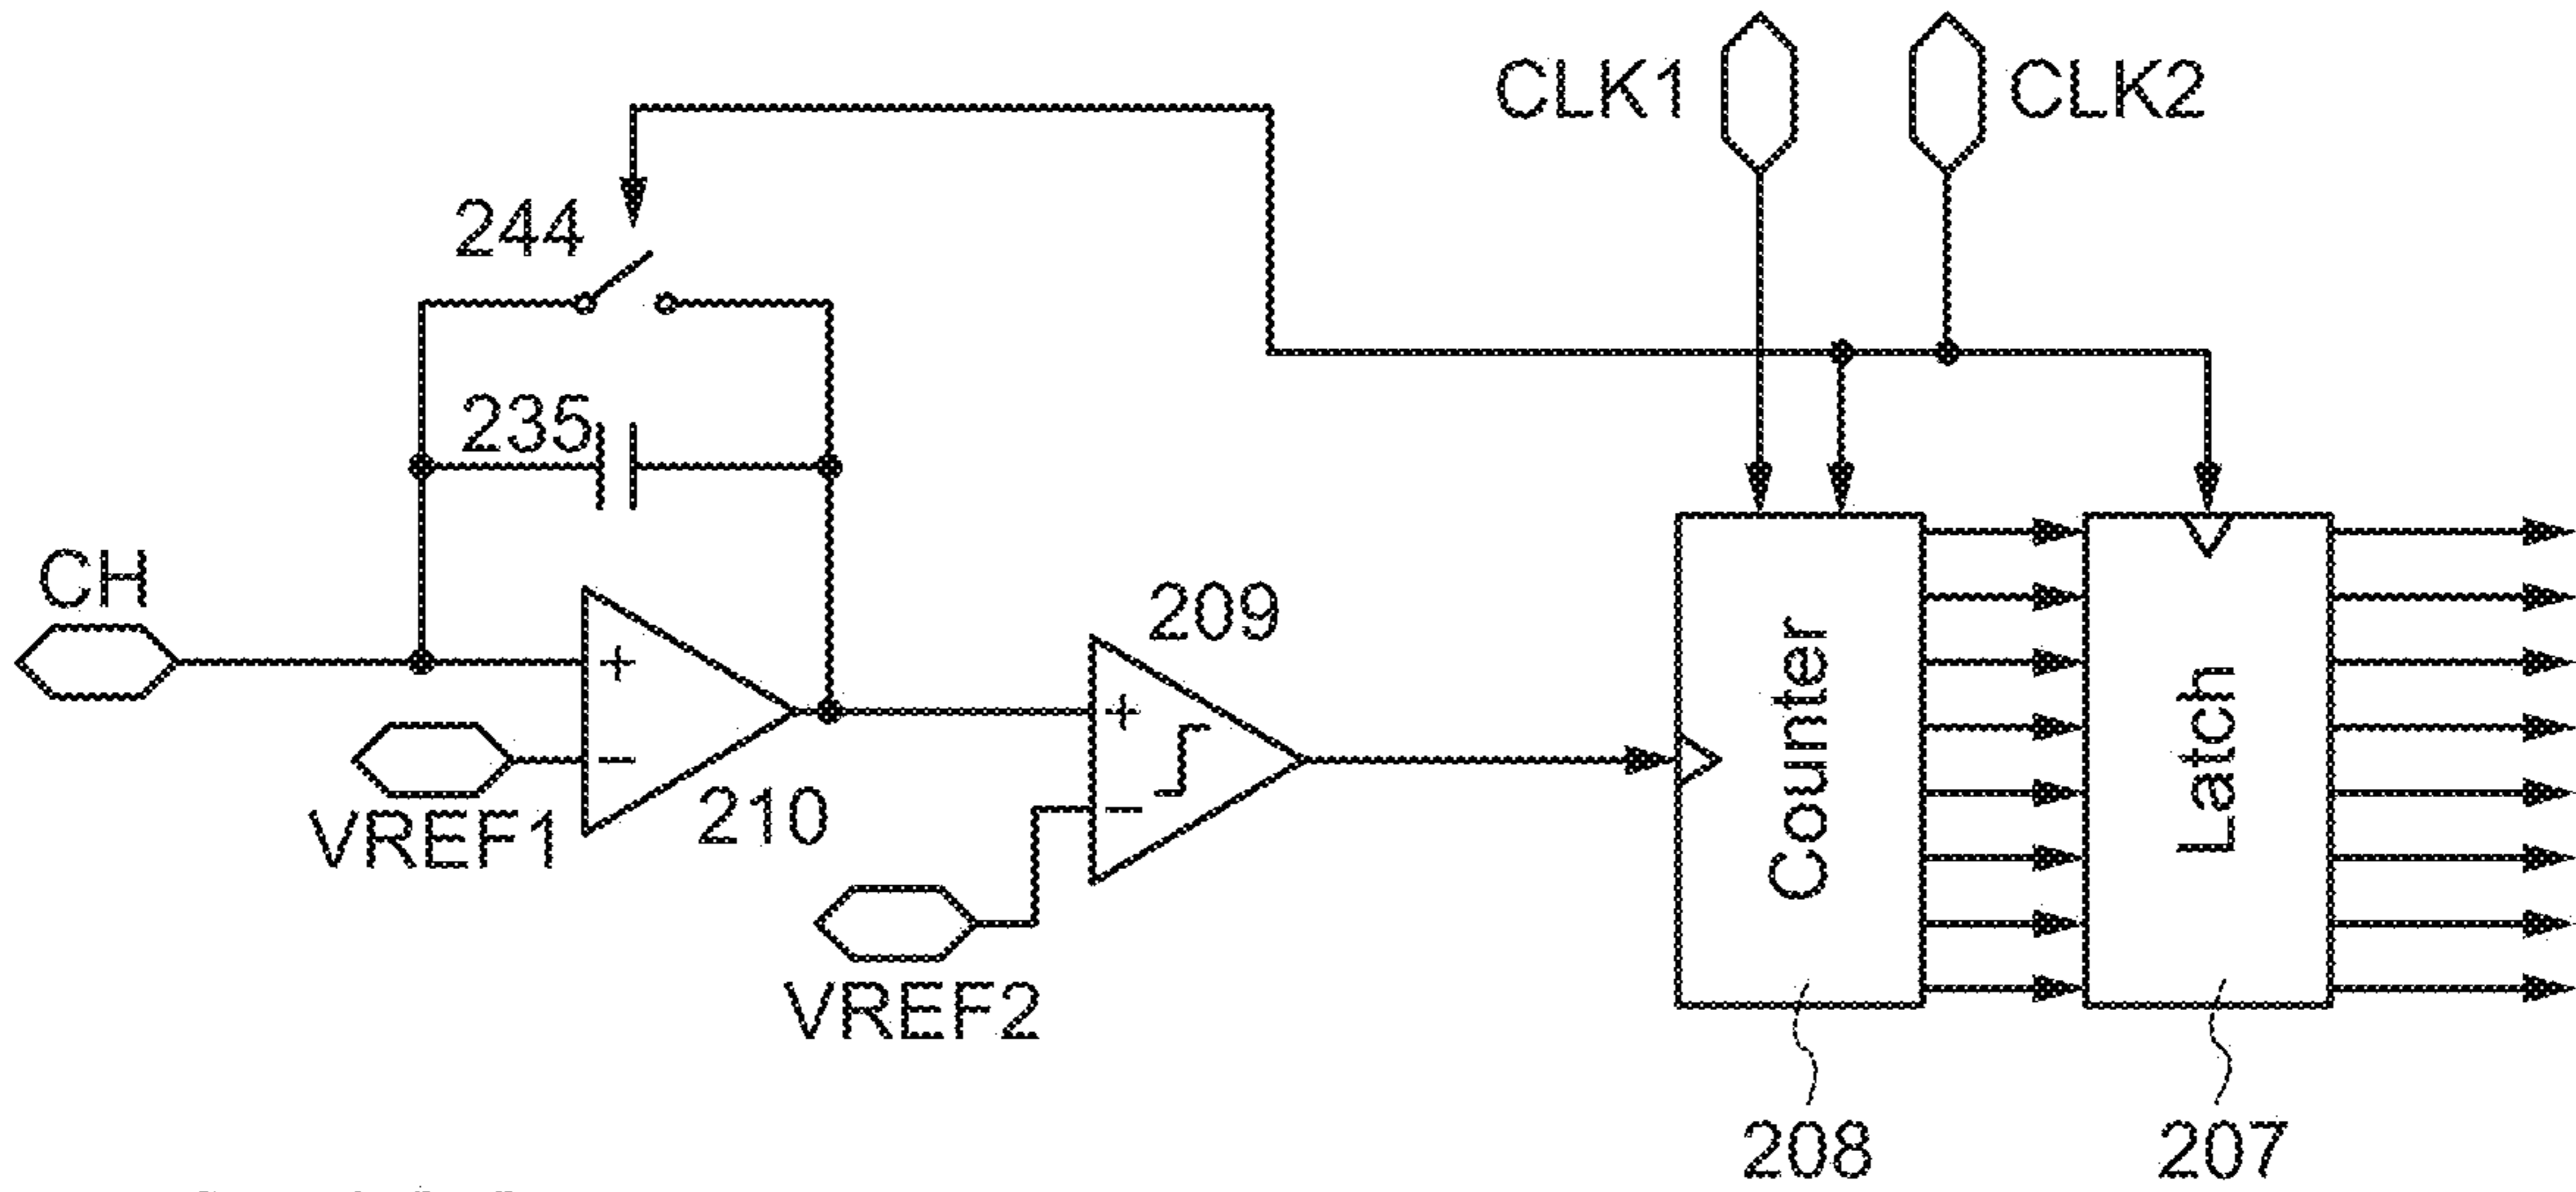 CLK1
CLK2
244
235
CH
+
−
VREF1
210
209
+
−
VREF2
Counter
Latch
208
207